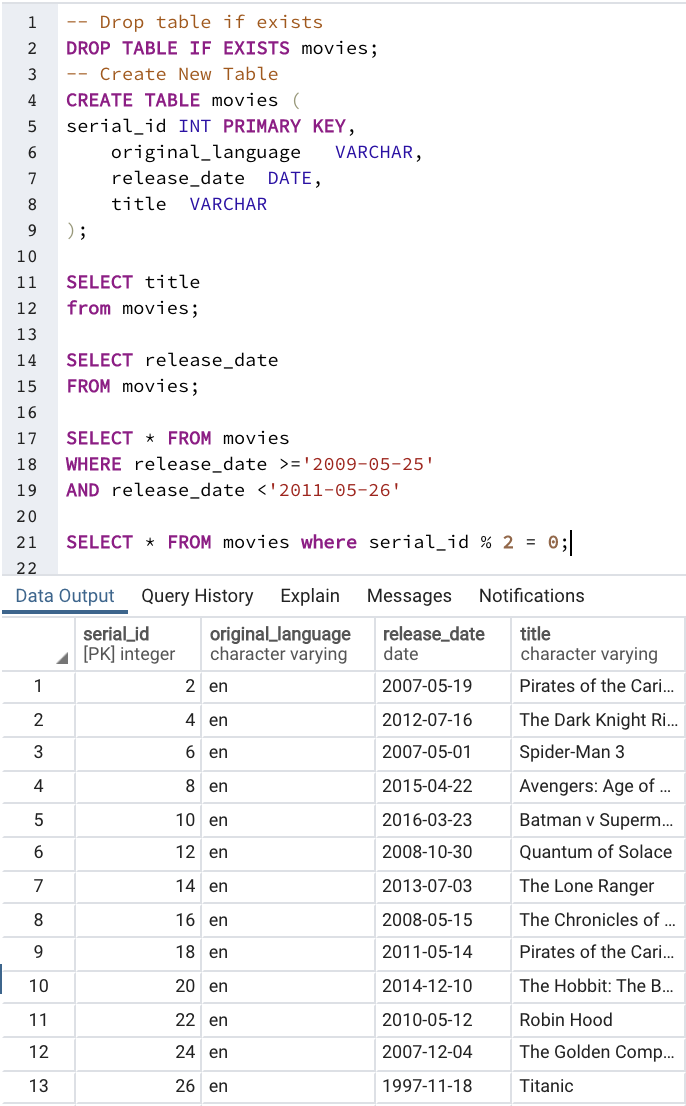 1 -- Drop table if exists
2 DROP TABLE IF EXISTS movies;
3 -- Create New Table
4 CREATE TABLE movies (
5 serial_id INT PRIMARY KEY,
6     original_language   VARCHAR,
7     release_date  DATE,
8     title  VARCHAR
9 );
10
11 SELECT title
12 from movies;
13
14 SELECT release_date
15 FROM movies;
16
17 SELECT * FROM movies
18 WHERE release_date >='2009-05-25'
19 AND release_date <'2011-05-26'
20
21 SELECT * FROM movies where serial_id % 2 = 0;
22
Data Output Query History Explain Messages Notifications
serial_id original_language release_date title
[PK] integer character varying date character varying
1 2 en 2007-05-19 Pirates of the Cari...
2 4 en 2012-07-16 The Dark Knight Ri...
3 6 en 2007-05-01 Spider-Man 3
4 8 en 2015-04-22 Avengers: Age of ...
5 10 en 2016-03-23 Batman v Superm...
6 12 en 2008-10-30 Quantum of Solace
7 14 en 2013-07-03 The Lone Ranger
8 16 en 2008-05-15 The Chronicles of ...
9 18 en 2011-05-14 Pirates of the Cari...
10 20 en 2014-12-10 The Hobbit: The B...
11 22 en 2010-05-12 Robin Hood
12 24 en 2007-12-04 The Golden Comp...
13 26 en 1997-11-18 Titanic